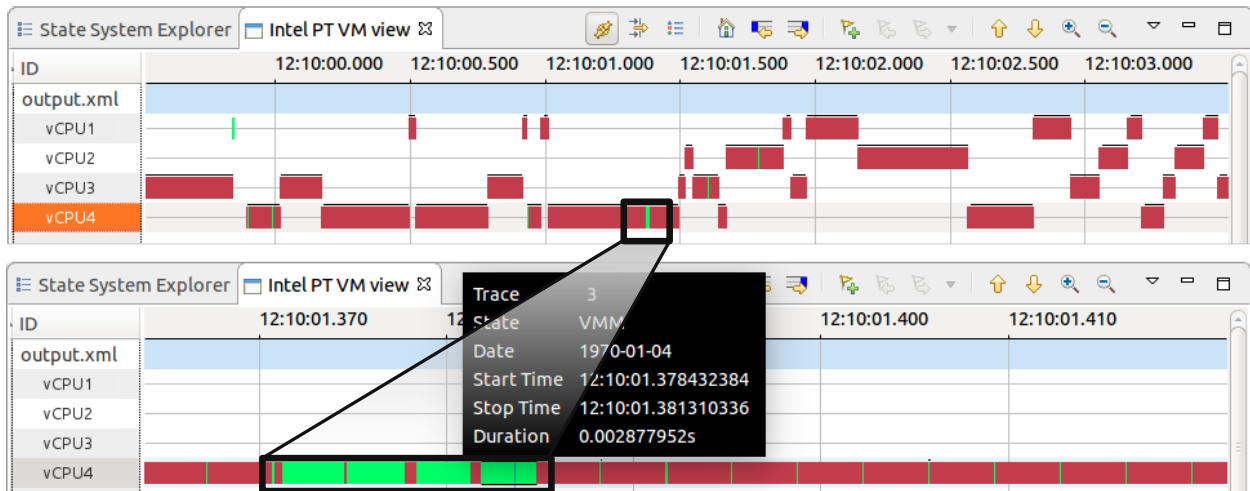 State System Explorer Intel PT VM view
ID 12:10:00.000 12:10:00.500 12:10:01.000 12:10:01.500 12:10:02.000 12:10:02.500 12:10:03.000
output.xml
vCPU1
vCPU2
vCPU3
vCPU4
State System Explorer Intel PT VM view
ID 12:10:01.370 12 12:10:01.400 12:10:01.410
output.xml
vCPU1
vCPU2
vCPU3
vCPU4
Trace 3
State VMM
Date 1970-01-04
Start Time 12:10:01.378432384
Stop Time 12:10:01.381310336
Duration 0.002877952s